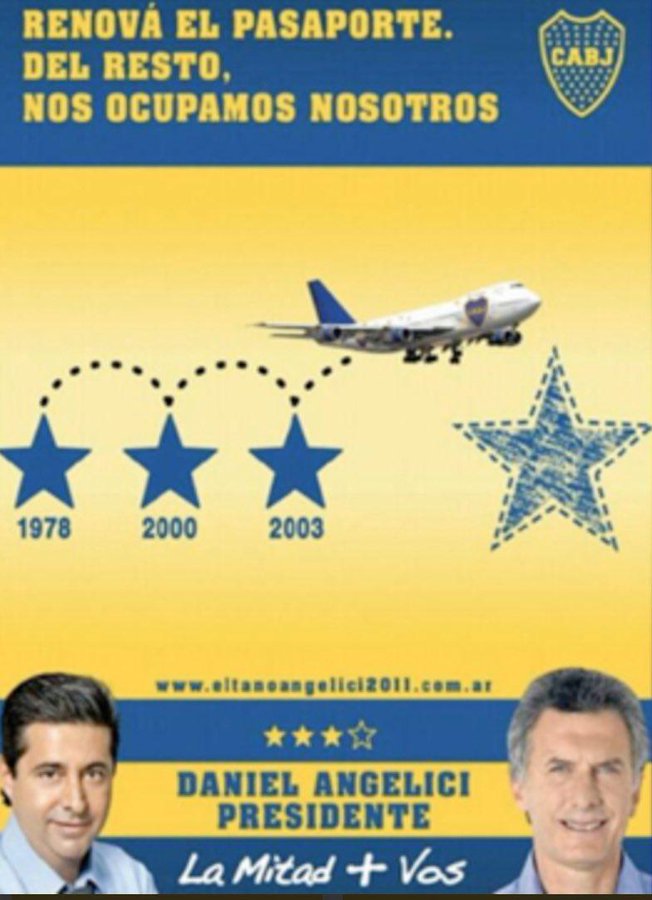 RENOVÁ EL PASAPORTE.
DEL RESTO,
NOS OCUPAMOS NOSOTROS
CABJ
1978 2000 2003
www.eltanoangelici2011.com.ar
DANIEL ANGELICI
PRESIDENTE
La Mitad + Vos